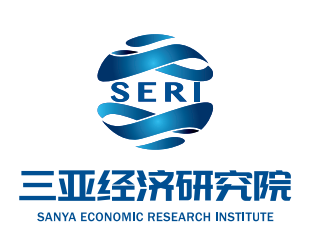 SERI
三亚经济研究院
SANYA ECONOMIC RESEARCH INSTITUTE